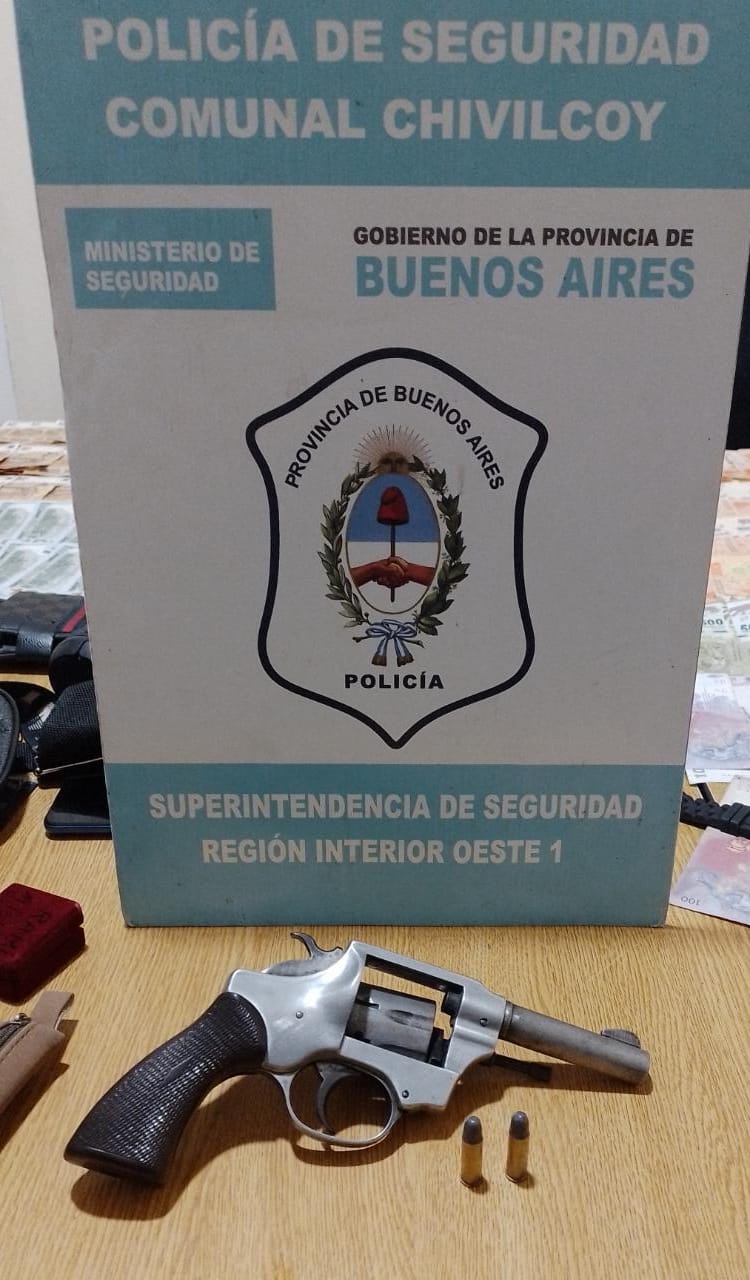 POLICÍA DE SEGURIDAD
COMUNAL CHIVILCOY
MINISTERIO DE
SEGURIDAD
GOBIERNO DE LA PROVINCIA DE
BUENOS AIRES
PROVINCIA DE BUENOS AIRES
POLICÍA
SUPERINTENDENCIA DE SEGURIDAD
REGIÓN INTERIOR OESTE 1
100